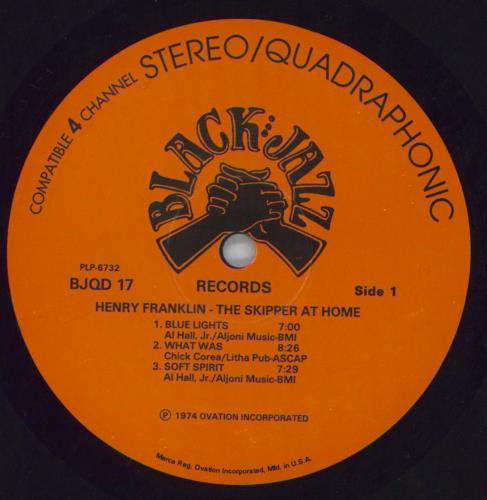 COMPATIBLE 4 CHANNEL STEREO/QUADRAPHONIC
BLACK JAZZ
PLP-6732
BJQD 17
RECORDS
Side 1
HENRY FRANKLIN - THE SKIPPER AT HOME
1. BLUE LIGHTS 7:00
Al Hall, Jr./Aljoni Music-BMI
2. WHAT WAS 8:26
Chick Corea/Litha Pub-ASCAP
3. SOFT SPIRIT 7:29
Al Hall, Jr./Aljoni Music-BMI
Ⓟ 1974 OVATION INCORPORATED
Merca Reg. Ovation Incorporated, Mfd. in U.S.A.